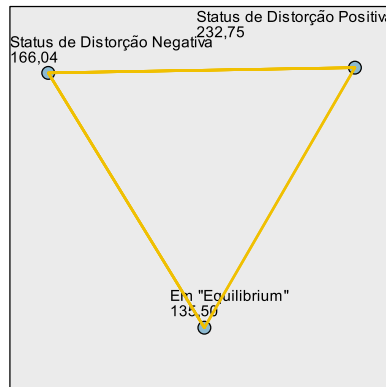 Status de Distorção Positiva
232,75
Status de Distorção Negativa
166,04
Em "Equilibrium"
135,50